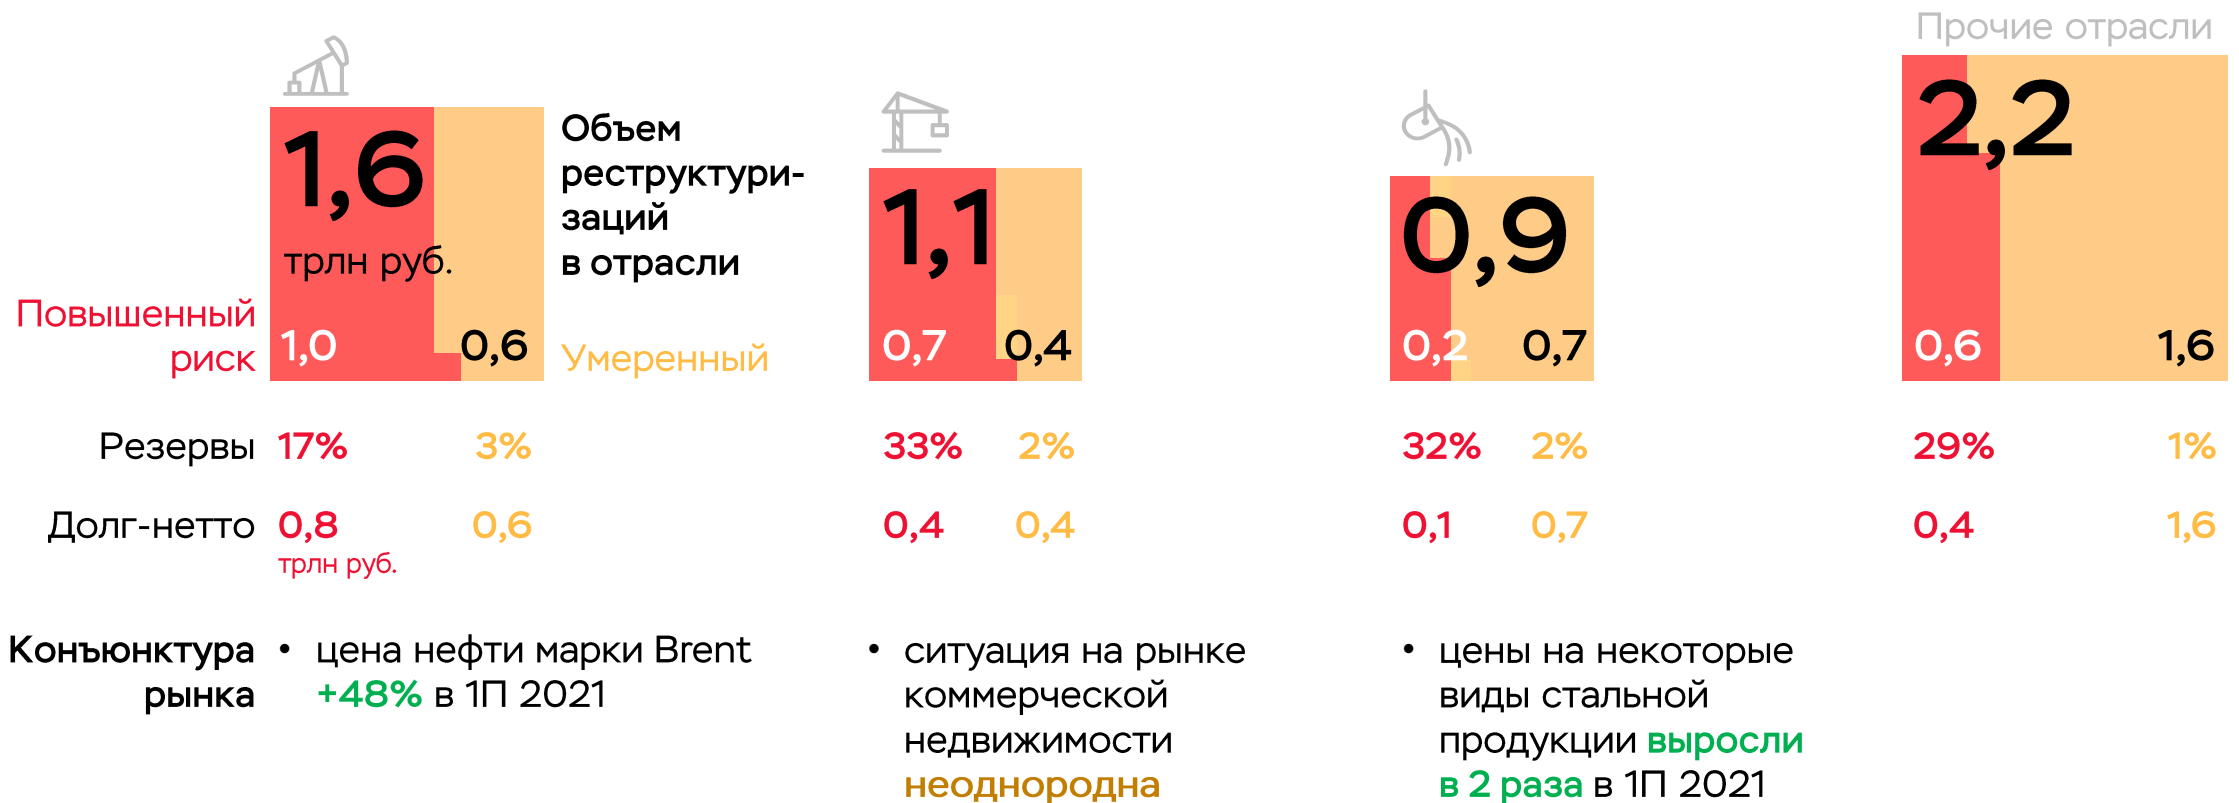 Прочие отрасли
1,6
трлн руб.
Объем
реструктури-
заций
в отрасли
1,1
0,9
2,2
Повышенный
риск
1,0
0,6
Умеренный
0,7
0,4
0,2
0,7
0,6
1,6
Резервы
17%
3%
33%
2%
32%
2%
29%
1%
Долг-нетто
0,8
трлн руб.
0,6
0,4
0,4
0,1
0,7
0,4
1,6
Конъюнктура
рынка
• цена нефти марки Brent
+48% в 1П 2021
• ситуация на рынке
коммерческой
недвижимости
неоднородна
• цены на некоторые
виды стальной
продукции выросли
в 2 раза в 1П 2021